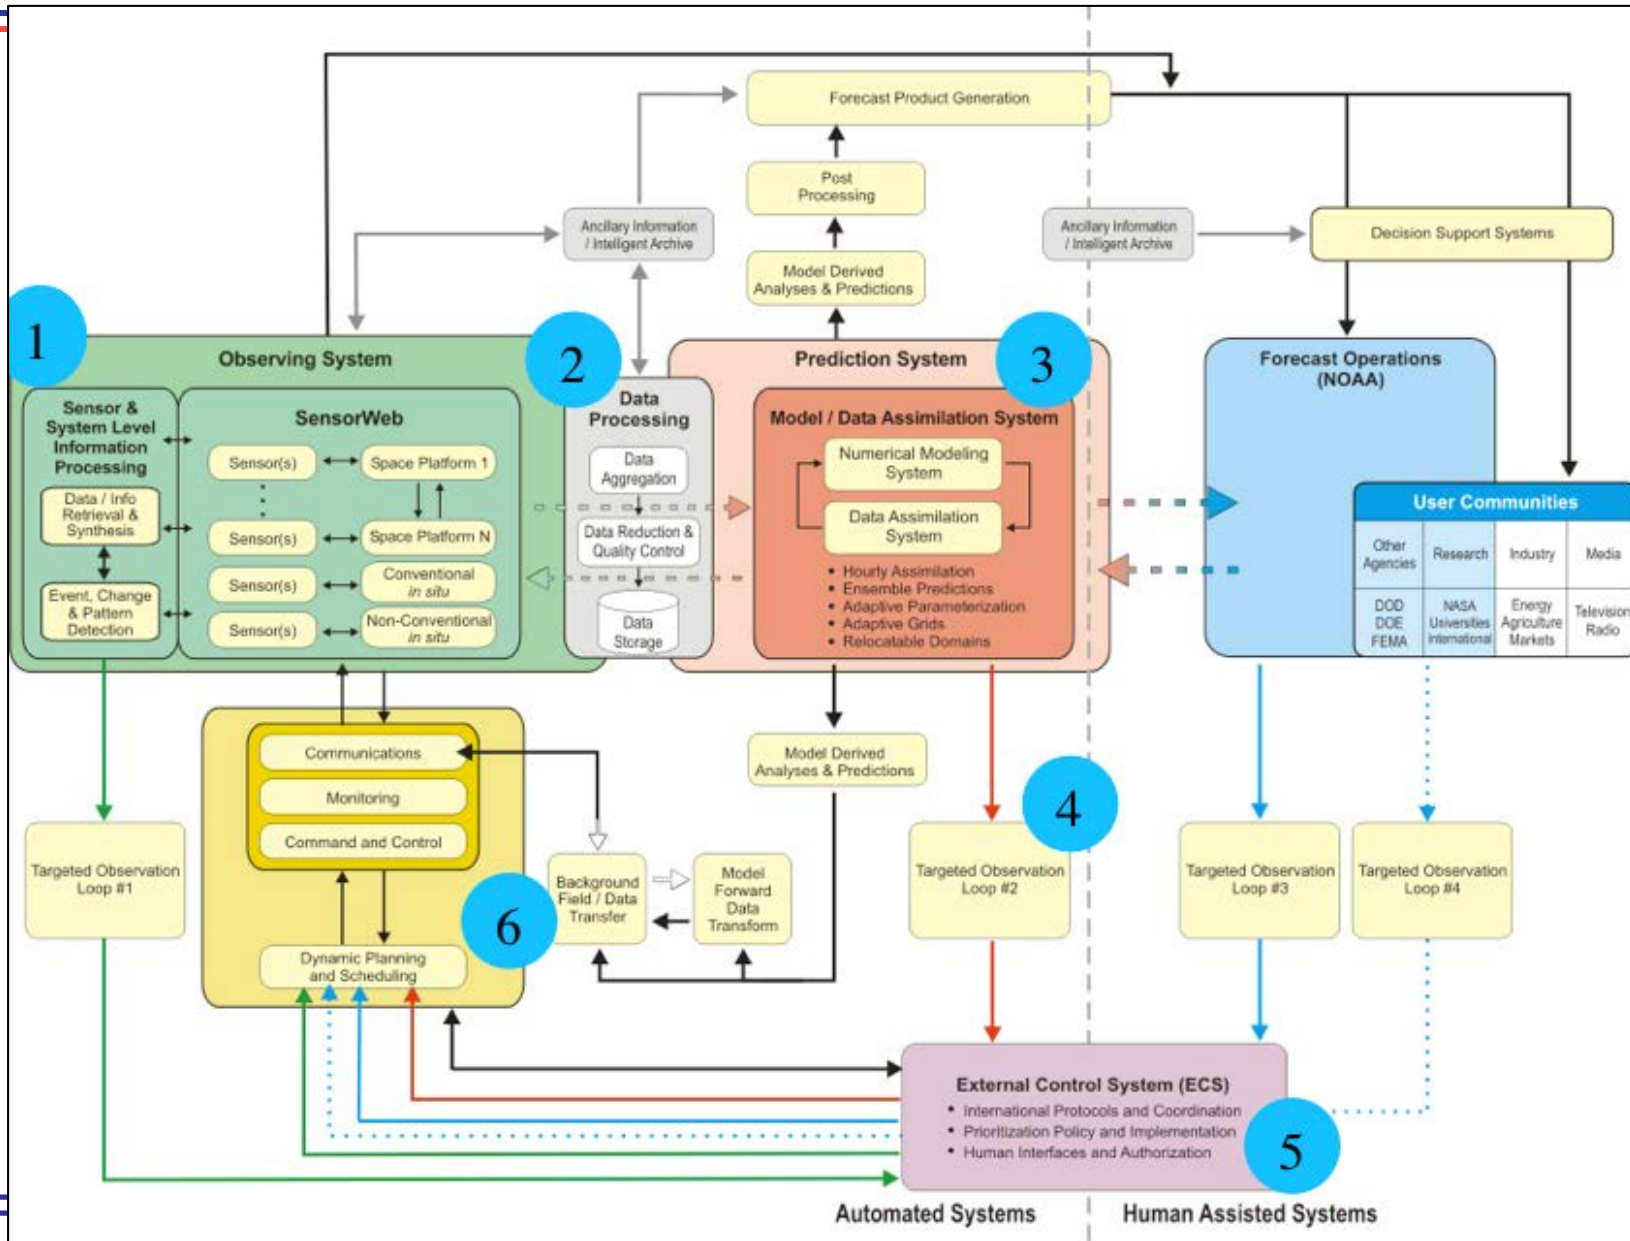 Forecast Product Generation
Post
Processing
Ancillary Information
/ Intelligent Archive
Ancillary Information
/ Intelligent Archive
Decision Support Systems
Model Derived
Analyses & Predictions
1
2
3
Observing System
Prediction System
Forecast Operations
(NOAA)
Sensor &
System Level
Information
Processing
SensorWeb
Data
Processing
Model / Data Assimilation System
Sensor(s)
Space Platform 1
Data
Aggregation
Numerical Modeling
System
Data / Info
Retrieval &
Synthesis
Sensor(s)
Space Platform N
Data Reduction &
Quality Control
Data Assimilation
System
User Communities
Other
Agencies
Research
Industry
Media
Sensor(s)
Conventional
in situ
• Hourly Assimilation
• Ensemble Predictions
• Adaptive Parameterization
• Adaptive Grids
• Relocatable Domains
Event, Change
& Pattern
Detection
Sensor(s)
Non-Conventional
in situ
Data
Storage
DOD
DOE
FEMA
NASA
Universities
International
Energy
Agriculture
Markets
Television
Radio
Communications
Monitoring
Command and Control
Model Derived
Analyses & Predictions
4
Targeted Observation
Loop #1
Background
Field / Data
Transfer
Model
Forward
Data
Transform
Targeted Observation
Loop #2
Targeted Observation
Loop #3
Targeted Observation
Loop #4
6
Dynamic Planning
and Scheduling
External Control System (ECS)
• International Protocols and Coordination
• Prioritization Policy and Implementation
• Human Interfaces and Authorization
5
Automated Systems
Human Assisted Systems